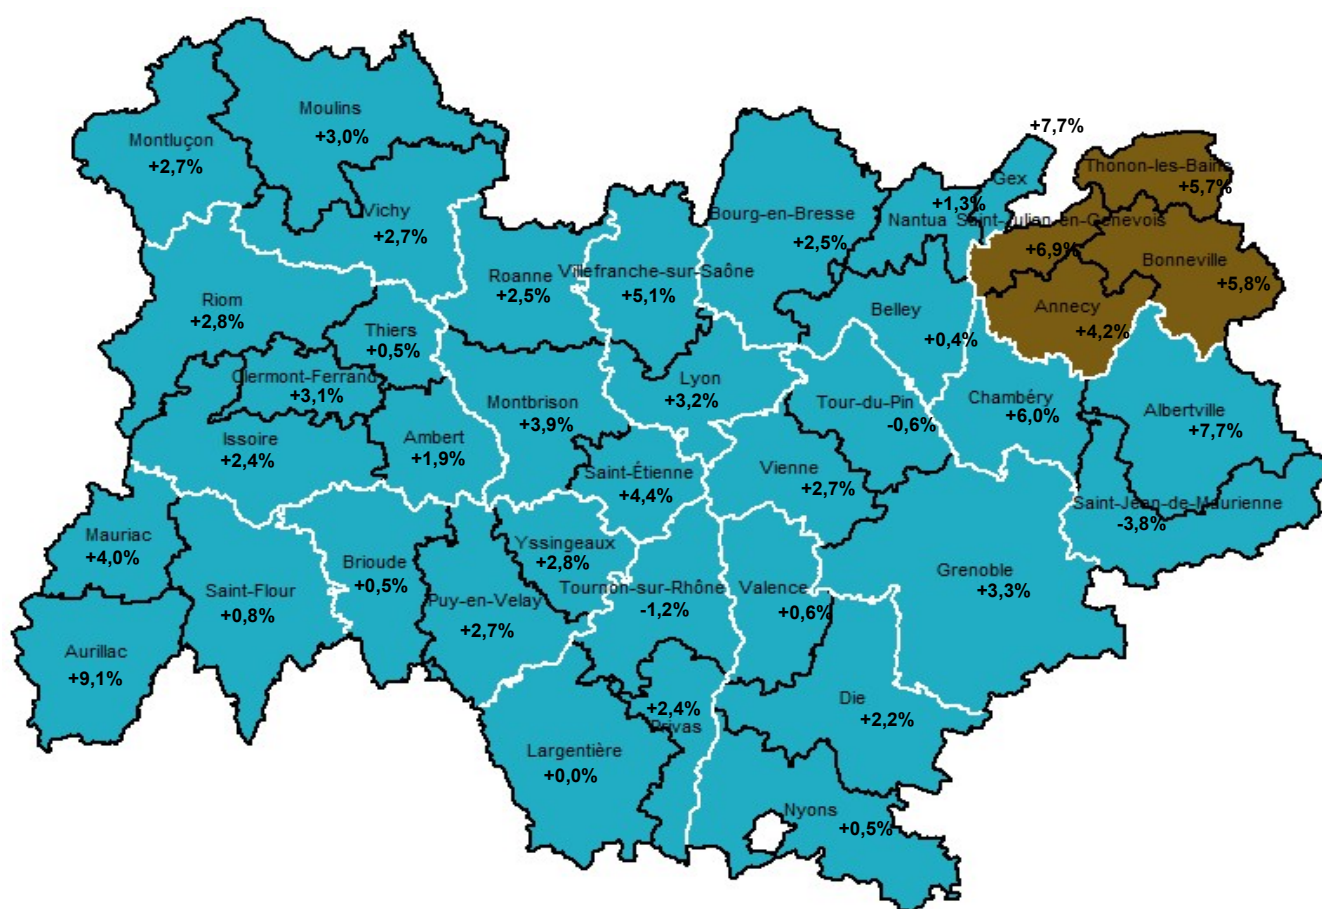 Moulins
+3,0%
Montluçon
+2,7%
+7,7%
Gex
Thonon-les-Bains
+5,7%
Vichy
+2,7%
Bourg-en-Bresse
+2,5%
Nantua
+1,3%
Saint-Julien-en-Genevois
+6,9%
Bonneville
+5,8%
Roanne
+2,5%
Villefranche-sur-Saône
+5,1%
Riom
+2,8%
Annecy
+4,2%
Belley
+0,4%
Thiers
+0,5%
Clermont-Ferrand
+3,1%
Lyon
+3,2%
Montbrison
+3,9%
Tour-du-Pin
-0,6%
Chambéry
+6,0%
Albertville
+7,7%
Issoire
+2,4%
Ambert
+1,9%
Saint-Étienne
+4,4%
Vienne
+2,7%
Saint-Jean-de-Maurienne
-3,8%
Mauriac
+4,0%
Yssingeaux
+2,8%
Brioude
+0,5%
Saint-Flour
+0,8%
Puy-en-Velay
+2,7%
Tournon-sur-Rhône
-1,2%
Valence
+0,6%
Grenoble
+3,3%
Aurillac
+9,1%
+2,4%
Privas
Die
+2,2%
Largentière
+0,0%
Nyons
+0,5%